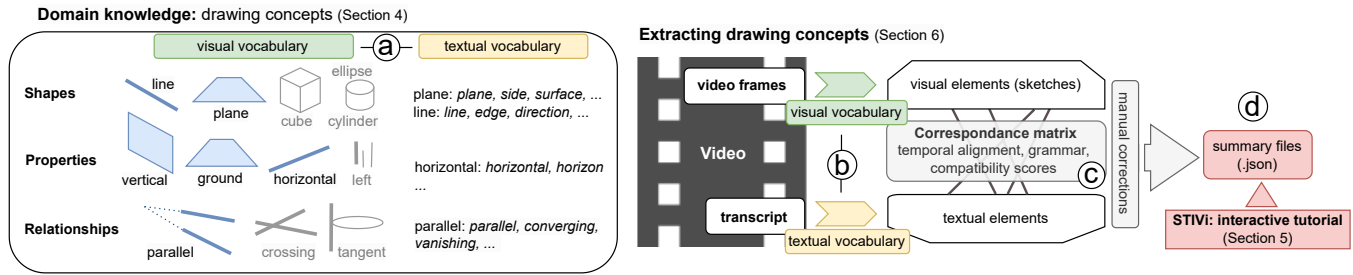 Domain knowledge: drawing concepts (Section 4)
visual vocabulary
a
textual vocabulary
Shapes
line
plane
cube
ellipse
cylinder
plane: plane, side, surface, ...
line: line, edge, direction, ...
Properties
vertical
ground
horizontal
left
horizontal: horizontal, horizon
...
Relationships
parallel
crossing
tangent
parallel: parallel, converging,
vanishing, ...
Extracting drawing concepts (Section 6)
video frames
visual vocabulary
visual elements (sketches)
Video
b
Correspondance matrix
temporal alignment, grammar,
compatibility scores
c
transcript
textual vocabulary
textual elements
manual corrections
d
summary files
(.json)
STIVi: interactive tutorial
(Section 5)